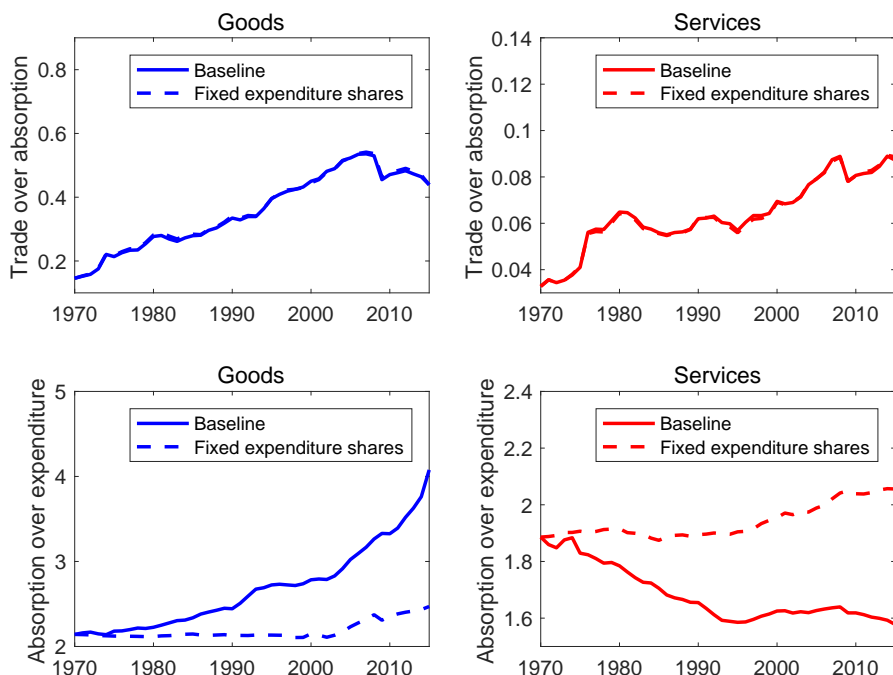 Goods
Trade over absorption
0.8
0.6
0.4
0.2
Baseline
Fixed expenditure shares
1970
1980
1990
2000
2010
Services
Trade over absorption
0.14
0.12
0.1
0.08
0.06
0.04
Baseline
Fixed expenditure shares
1970
1980
1990
2000
2010
Goods
Absorption over expenditure
5
4
3
2
Baseline
Fixed expenditure shares
1970
1980
1990
2000
2010
Services
Absorption over expenditure
2.4
2.2
2
1.8
1.6
Baseline
Fixed expenditure shares
1970
1980
1990
2000
2010